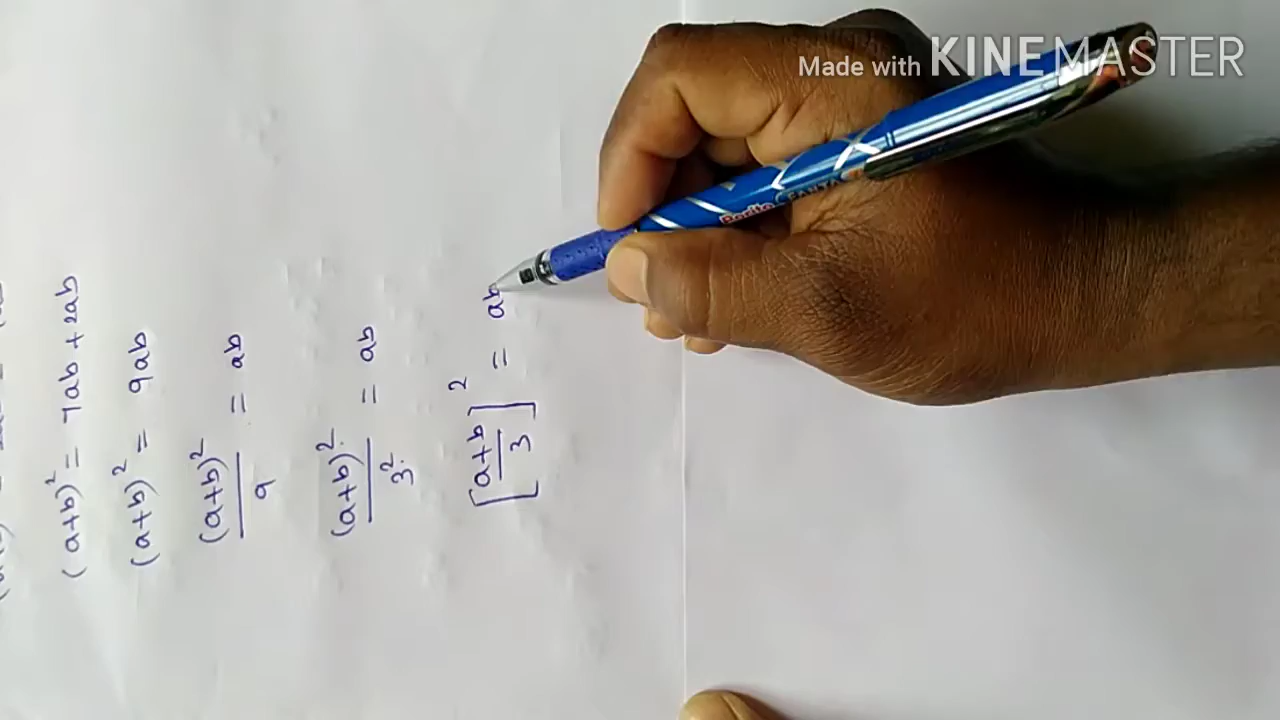 (a+b)² = 7ab + 2ab
(a+b)² = 9ab
(a+b)²/9 = ab
(a+b)²/3² = ab
[a+b/3]² = ab
Made with KINEMASTER